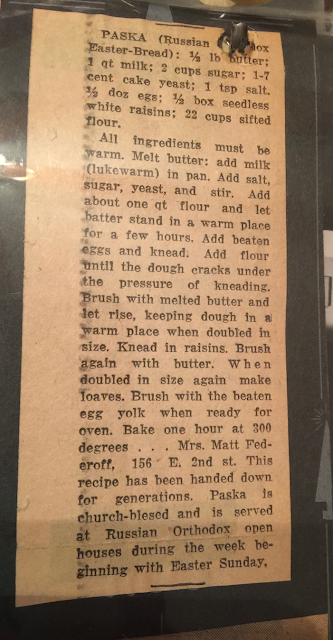 PASKA (Russian dox
Easter-Bread): ½ lb butter;
1 qt milk; 2 cups sugar; 1-7
cent cake yeast; 1 tsp salt.
½ doz eggs; ½ box seedless
white raisins; 22 cups sifted
flour.
All ingredients must be
warm. Melt butter: add milk
(lukewarm) in pan. Add salt,
sugar, yeast, and stir. Add
about one qt flour and let
batter stand in a warm place
for a few hours. Add beaten
eggs and knead. Add flour
until the dough cracks under
the pressure of kneading.
Brush with melted butter and
let rise, keeping dough in a
warm place when doubled in
size. Knead in raisins. Brush
again with butter. When
doubled in size again make
loaves. Brush with the beaten
egg yolk when ready for
oven. Bake one hour at 300
degrees . . . Mrs. Matt Fed-
eroff, 156 E. 2nd st. This
recipe has been handed down
for generations. Paska is
church-blesed and is served
at Russian Orthodox open
houses during the week be-
ginning with Easter Sunday.